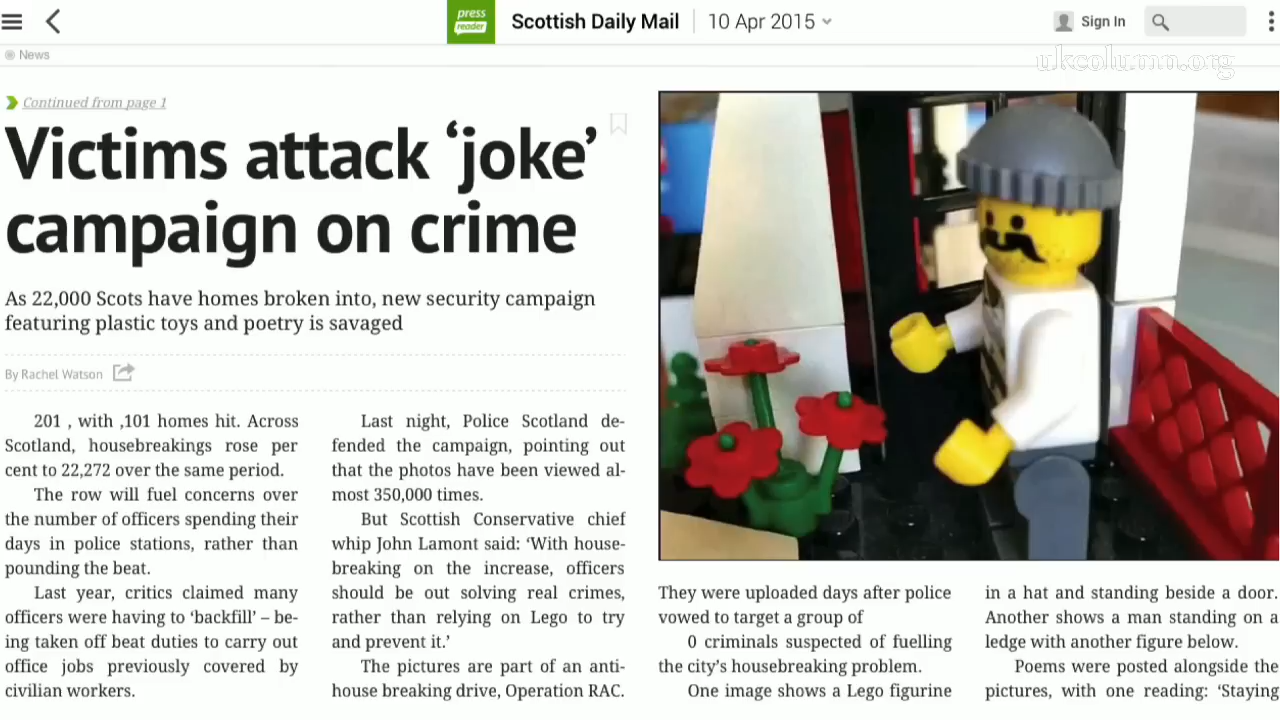 press
reader
Scottish Daily Mail
10 Apr 2015
Sign In
News
ukcolumn.org
Continued from page 1
Victims attack ‘joke’
campaign on crime
As 22,000 Scots have homes broken into, new security campaign
featuring plastic toys and poetry is savaged
By Rachel Watson
201 , with ,101 homes hit. Across
Scotland, housebreakings rose per
cent to 22,272 over the same period.
The row will fuel concerns over
the number of officers spending their
days in police stations, rather than
pounding the beat.
Last year, critics claimed many
officers were having to ‘backfill’ – be-
ing taken off beat duties to carry out
office jobs previously covered by
civilian workers.
Last night, Police Scotland de-
fended the campaign, pointing out
that the photos have been viewed al-
most 350,000 times.
But Scottish Conservative chief
whip John Lamont said: ‘With house-
breaking on the increase, officers
should be out solving real crimes,
rather than relying on Lego to try
and prevent it.’
The pictures are part of an anti-
house breaking drive, Operation RAC.
They were uploaded days after police
vowed to target a group of
0 criminals suspected of fuelling
the city’s housebreaking problem.
One image shows a Lego figurine
in a hat and standing beside a door.
Another shows a man standing on a
ledge with another figure below.
Poems were posted alongside the
pictures, with one reading: ‘Staying